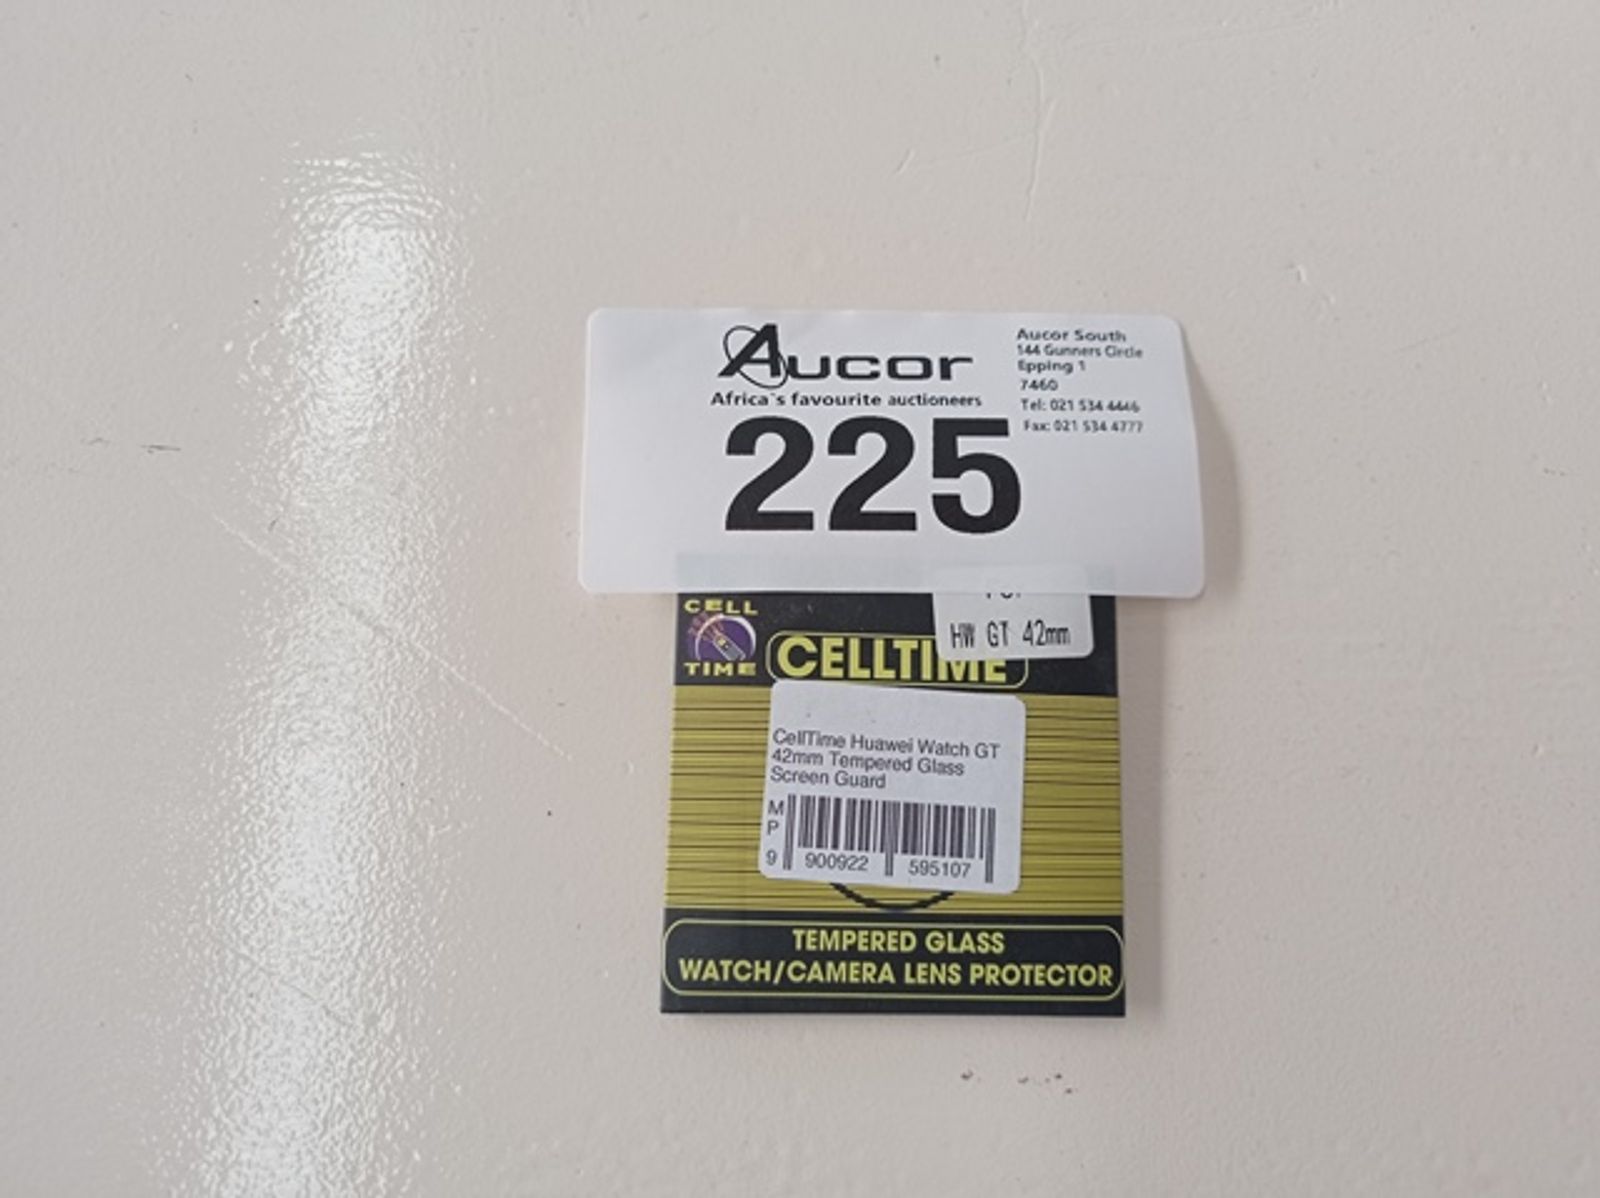 Aucor
Africa`s favourite auctioneers
225
Aucor South
144 Gunners Circle
Epping 1
7460
Tel: 021 534 4446
Fax: 021 534 4777
HW GT 42mm
CELL
TIME
CELLTIME
CellTime Huawei Watch GT
42mm Tempered Glass
Screen Guard
M
P
9 900922 595107
TEMPERED GLASS
WATCH/CAMERA LENS PROTECTOR